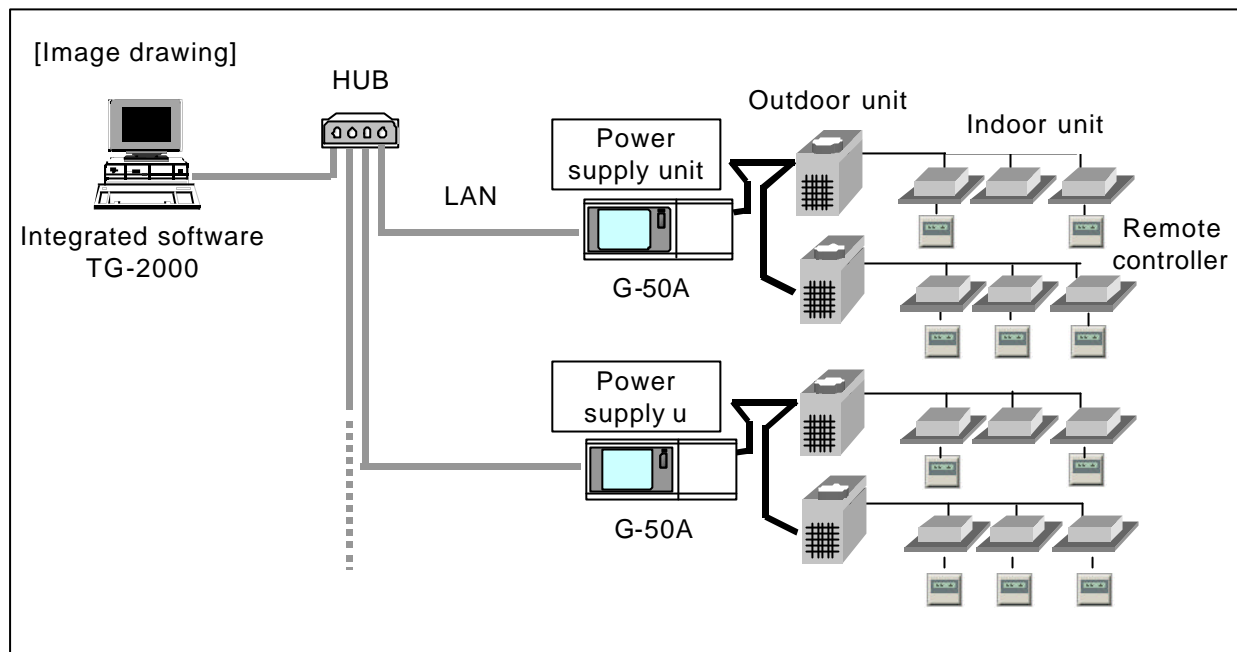 [Image drawing]
HUB
Outdoor unit
Indoor unit
Power
supply unit
LAN
Integrated software
TG-2000
Remote
controller
G-50A
Power
supply u
G-50A